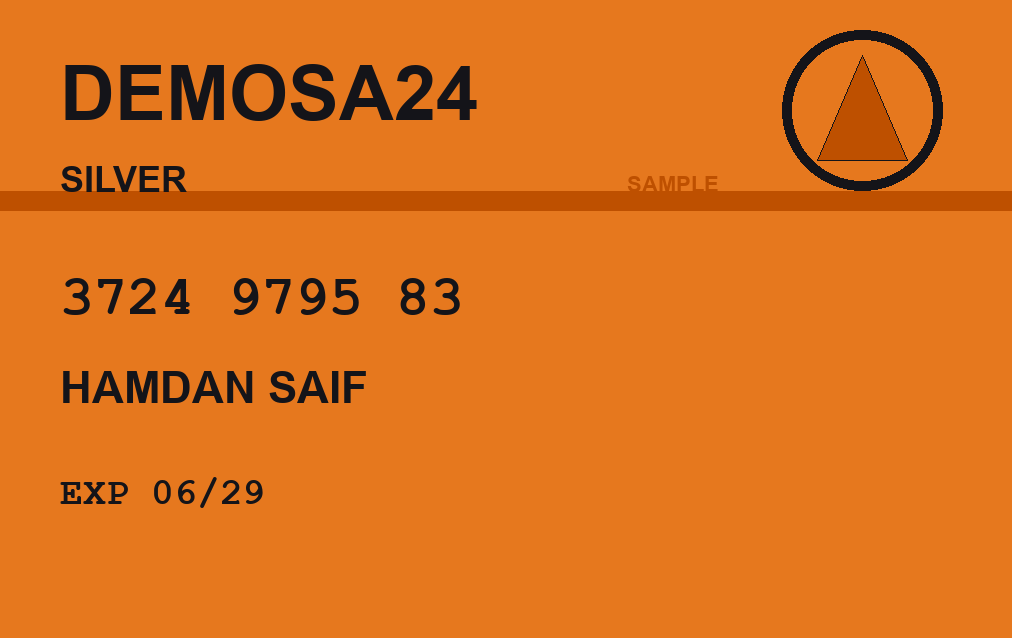 DEMOSA24
SILVER
SAMPLE
3724 9795 83
HAMDAN SAIF
EXP 06/29